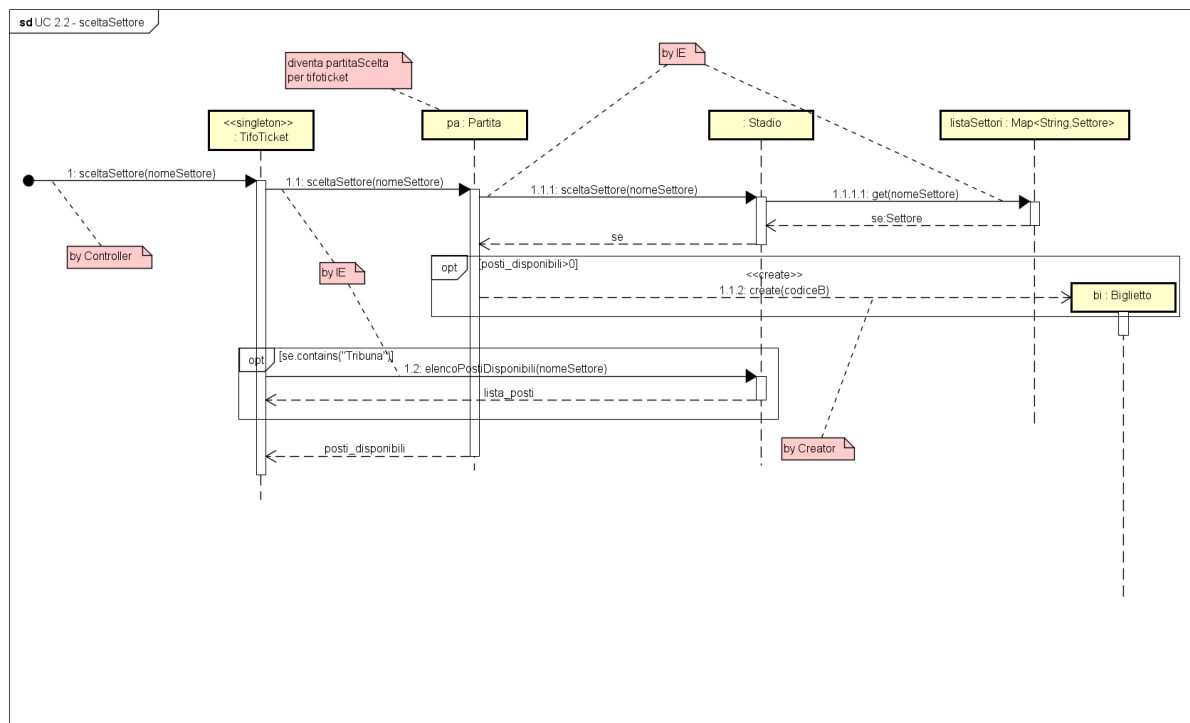 sd UC 2.2 - sceltaSettore
diventa partitaScelta
per tifoticket
by IE
<<singleton>>
: TifoTicket
pa : Partita
: Stadio
listaSettori : Map<String,Settore>
1: sceltaSettore(nomeSettore)
1.1: sceltaSettore(nomeSettore)
1.1.1: sceltaSettore(nomeSettore)
1.1.1.1: get(nomeSettore)
se:Settore
se
by Controller
by IE
opt
[posti_disponibili>0]
<<create>>
1.1.2: create(codiceB)
bi : Biglietto
opt
[se.contains("Tribuna")]
1.2: elencoPostiDisponibili(nomeSettore)
lista_posti
posti_disponibili
by Creator